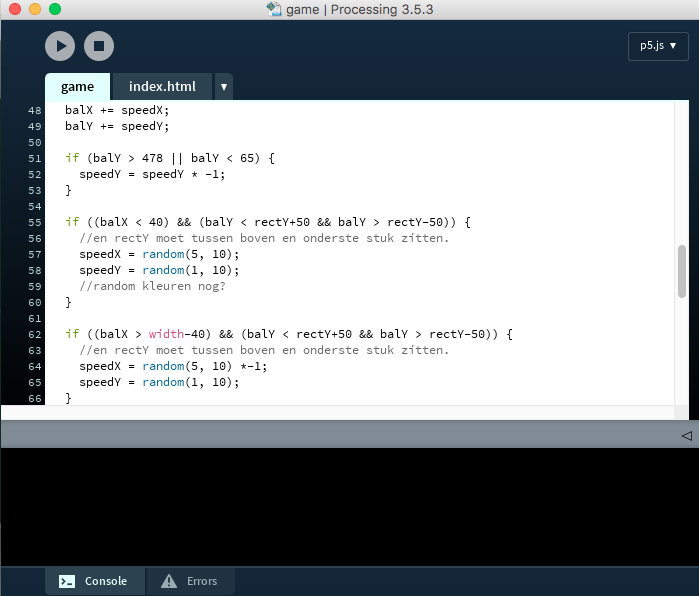 game | Processing 3.5.3
p5.js ▼
game index.html ▼
48 balX += speedX;
49 balY += speedY;
50
51 if (balY > 478 || balY < 65) {
52 speedY = speedY * -1;
53 }
54
55 if ((balX < 40) && (balY < rectY+50 && balY > rectY-50)) {
56 //en rectY moet tussen boven en onderste stuk zitten.
57 speedX = random(5, 10);
58 speedY = random(1, 10);
59 //random kleuren nog?
60 }
61
62 if ((balX > width-40) && (balY < rectY+50 && balY > rectY-50)) {
63 //en rectY moet tussen boven en onderste stuk zitten.
64 speedX = random(5, 10) *-1;
65 speedY = random(1, 10);
66 }
Console Errors